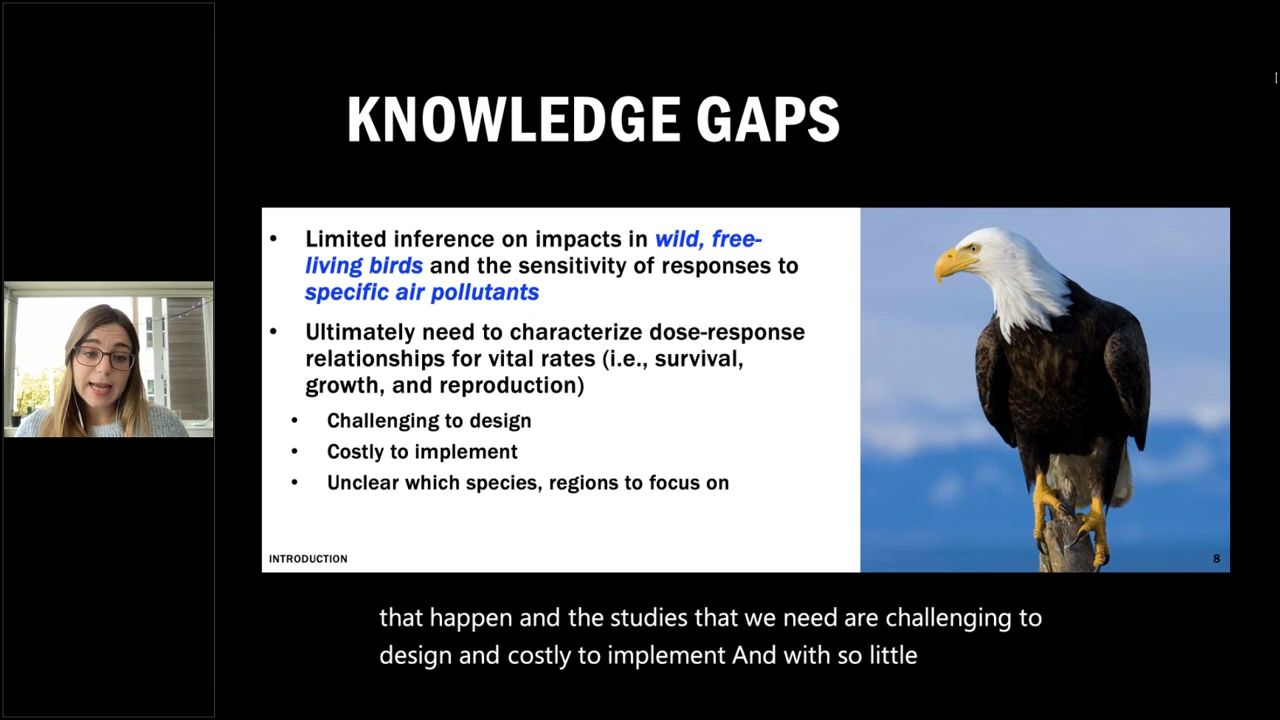 KNOWLEDGE GAPS
• Limited inference on impacts in wild, free-
living birds and the sensitivity of responses to
specific air pollutants
• Ultimately need to characterize dose-response
relationships for vital rates (i.e., survival,
growth, and reproduction)
• Challenging to design
• Costly to implement
• Unclear which species, regions to focus on
INTRODUCTION
8
that happen and the studies that we need are challenging to
design and costly to implement And with so little